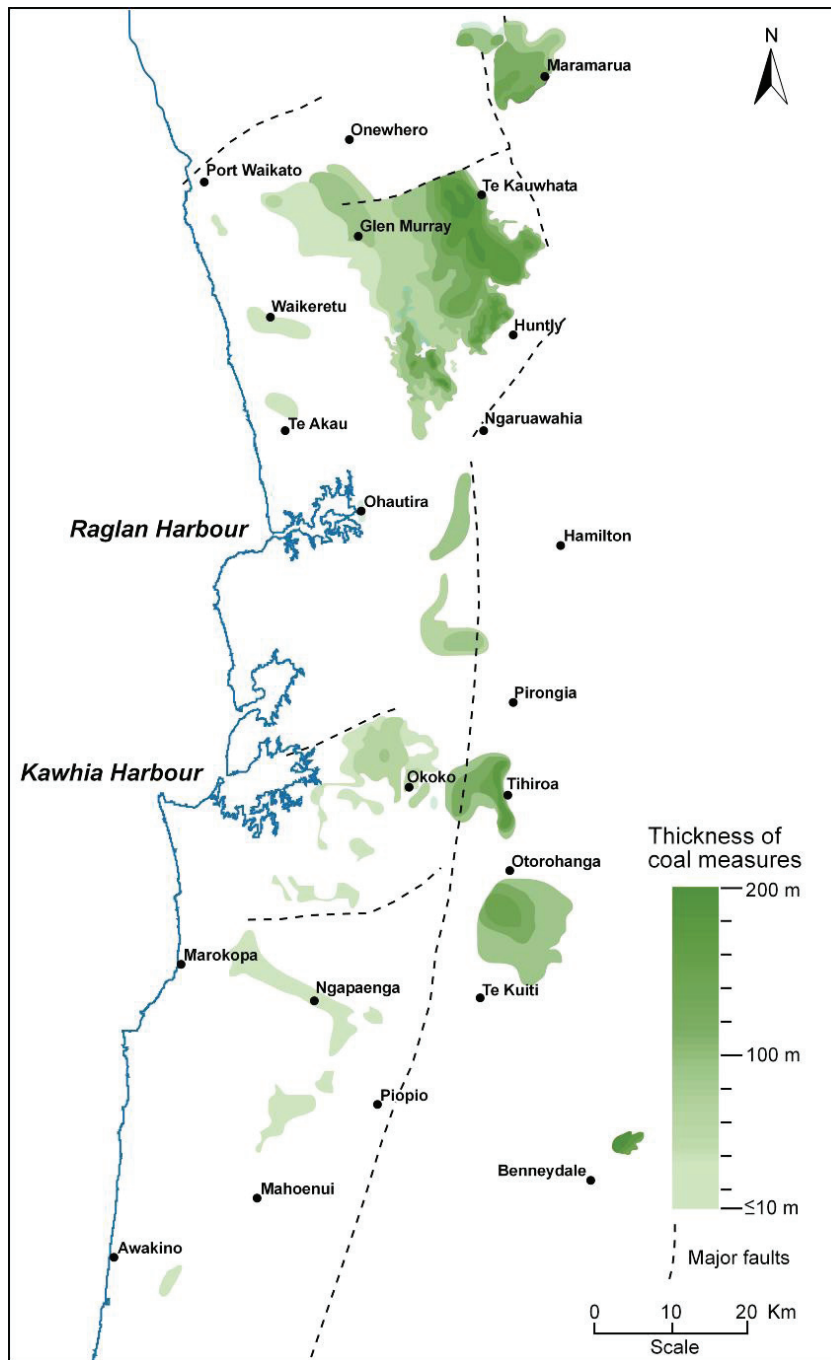 N
Maramarua
Onewhero
Port Waikato
Te Kauwhata
Glen Murray
Waikeretu
Huntly
Te Akau
Ngaruawahia
Ohautira
Raglan Harbour
Hamilton
Pirongia
Kawhia Harbour
Okoko
Tihiroa
Thickness of
coal measures
Otorohanga
200 m
Marokopa
Ngapaenga
Te Kuiti
100 m
Piopio
Benneydale
Mahoenui
≤10 m
Awakino
Major faults
0 10 20 Km
Scale